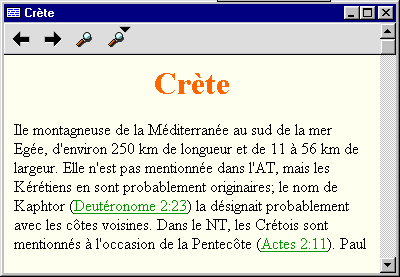 Crète
Crète
Ile montagneuse de la Méditerranée au sud de la mer
Egée, d'environ 250 km de longueur et de 11 à 56 km de
largeur. Elle n'est pas mentionnée dans l'AT, mais les
Kérétiens en sont probablement originaires; le nom de
Kaphtor (Deutéronome 2:23) la désignait probablement
avec les côtes voisines. Dans le NT, les Crétois sont
mentionnés à l'occasion de la Pentecôte (Actes 2:11). Paul